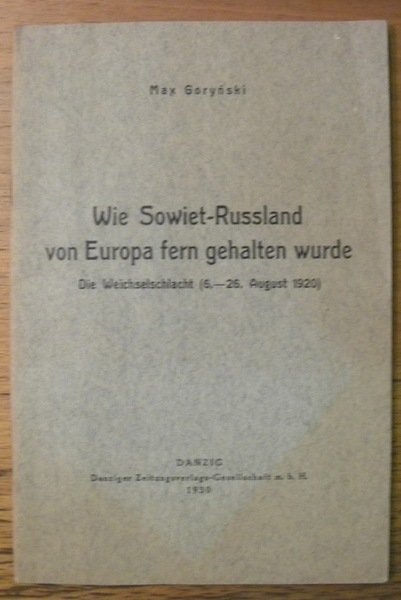 Max Goryński
Wie Sowiet-Russland
von Europa fern gehalten wurde
Die Weichselschlacht (6.—26. August 1920)
DANZIG
Danziger Zeitungsverlags-Gesellschaft m. b. H.
1930